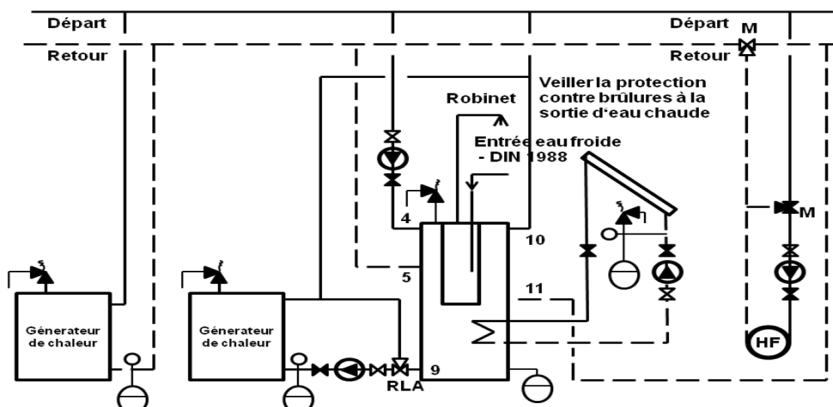 Départ
Départ
M
Retour
Retour
Veiller la protection
contre brûlures à la
sortie d'eau chaude
Robinet
Entrée eau froide
- DIN 1988
4
10
M
5
11
Génerateur
de chaleur
Génerateur
de chaleur
HF
9
RLA